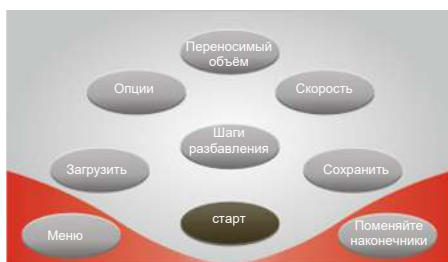 Переносимый
объём
Опции
Скорость
Шаги
разбавления
Загрузить
Сохранить
Меню
старт
Поменяйте
наконечники